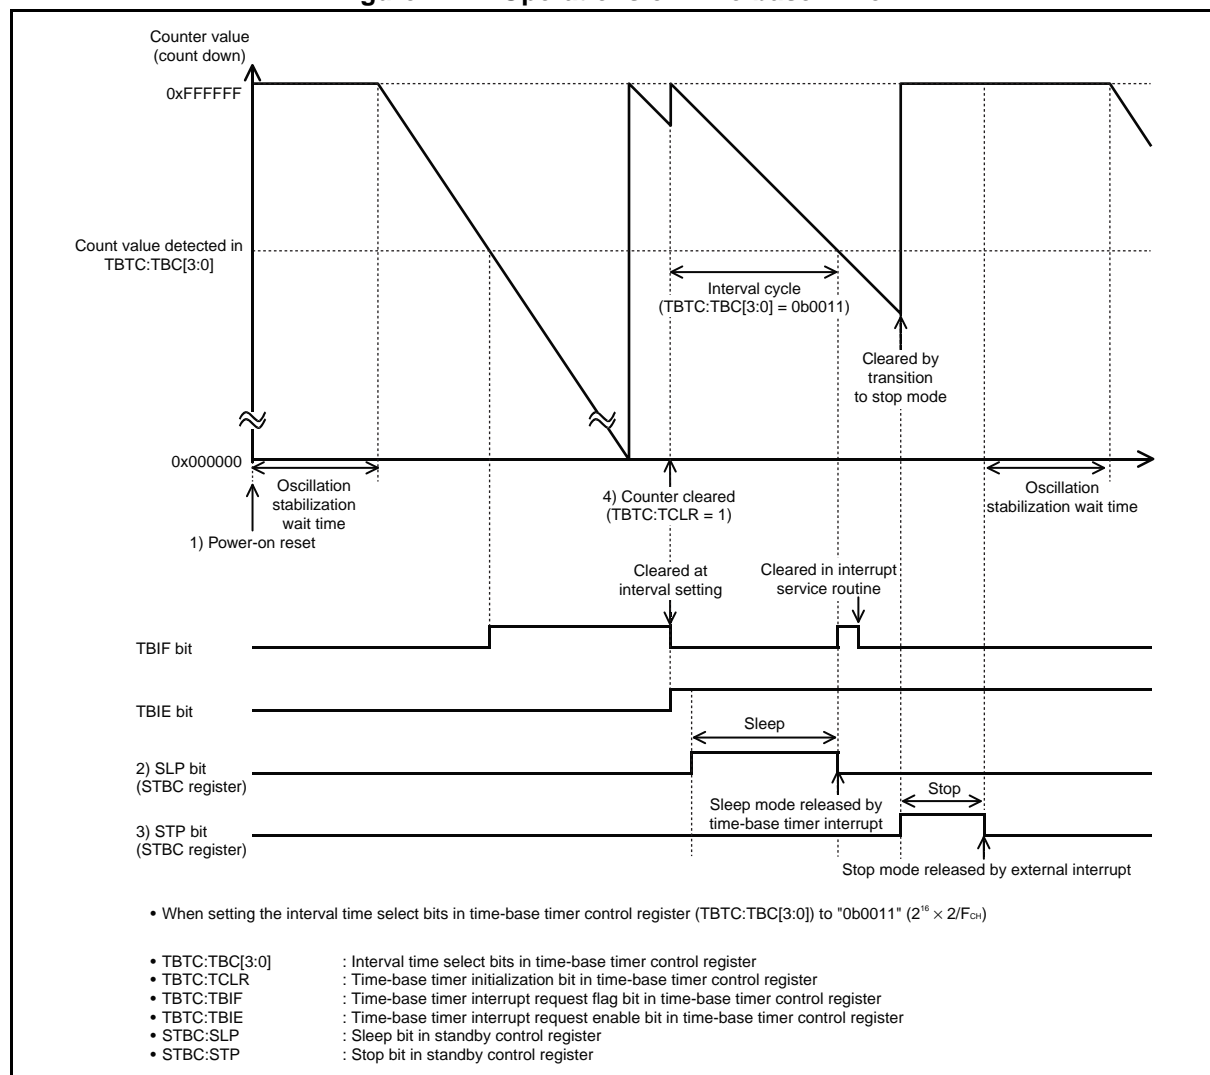 Counter value
(count down)
0xFFFFFF
Count value detected in
TBTC:TBC[3:0]
Interval cycle
(TBTC:TBC[3:0] = 0b0011)
Cleared by
transition
to stop mode
0x000000
Oscillation
stabilization
wait time
1) Power-on reset
4) Counter cleared
(TBTC:TCLR = 1)
Oscillation
stabilization wait time
Cleared at
interval setting
Cleared in interrupt
service routine
TBIF bit
TBIE bit
Sleep
2) SLP bit
(STBC register)
Sleep mode released by
time-base timer interrupt
Stop
3) STP bit
(STBC register)
Stop mode released by external interrupt
• When setting the interval time select bits in time-base timer control register (TBTC:TBC[3:0]) to "0b0011" (2¹⁶ × 2/FCH)
• TBTC:TBC[3:0] : Interval time select bits in time-base timer control register
• TBTC:TCLR : Time-base timer initialization bit in time-base timer control register
• TBTC:TBIF : Time-base timer interrupt request flag bit in time-base timer control register
• TBTC:TBIE : Time-base timer interrupt request enable bit in time-base timer control register
• STBC:SLP : Sleep bit in standby control register
• STBC:STP : Stop bit in standby control register